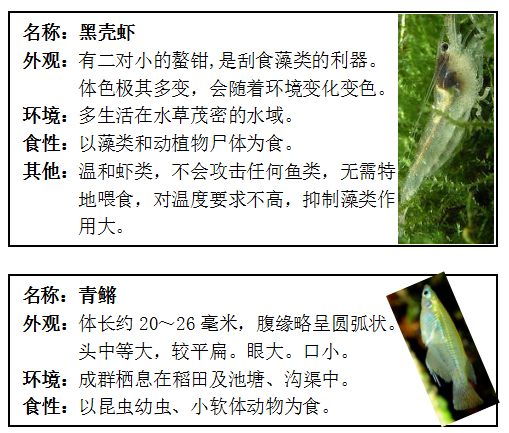 名称：黑壳虾
外观：有二对小的螯钳,是刮食藻类的利器。
体色极其多变，会随着环境变化变色。
环境：多生活在水草茂密的水域。
食性：以藻类和动植物尸体为食。
其他：温和虾类，不会攻击任何鱼类，无需特
地喂食，对温度要求不高，抑制藻类作
用大。
名称：青鳉
外观：体长约 20～26 毫米，腹缘略呈圆弧状。
头中等大，较平扁。眼大。口小。
环境：成群栖息在稻田及池塘、沟渠中。
食性：以昆虫幼虫、小软体动物为食。